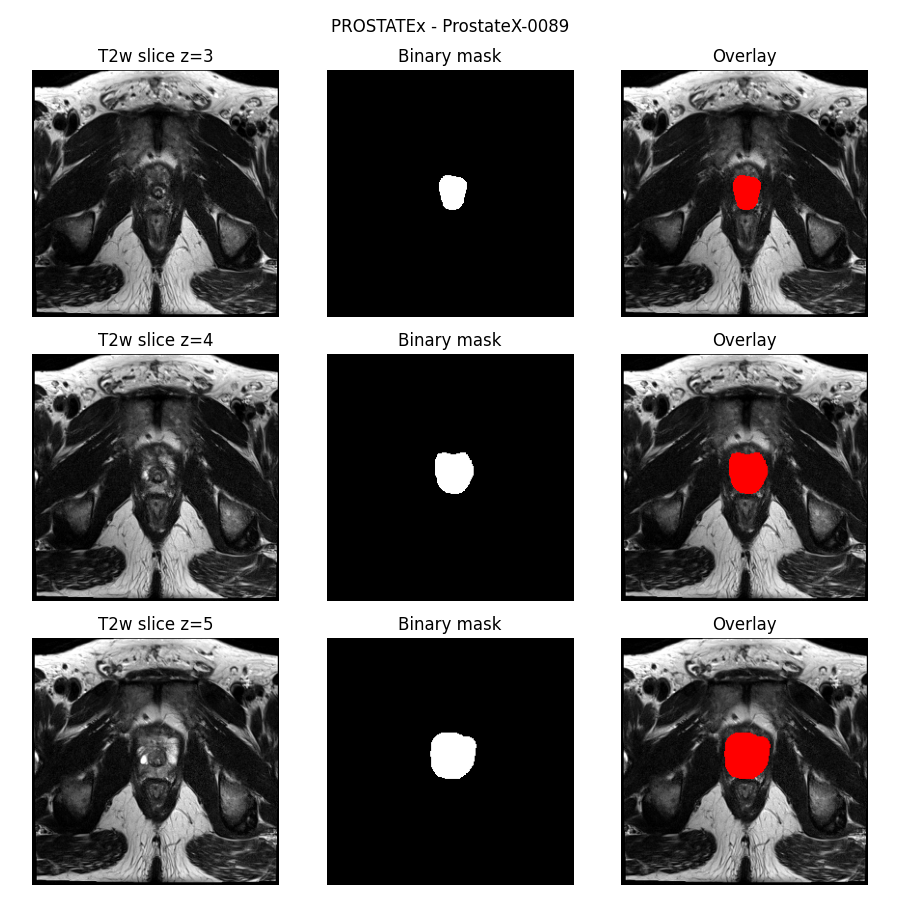 PROSTATEx - ProstateX-0089
T2w slice z=3
Binary mask
Overlay
T2w slice z=4
Binary mask
Overlay
T2w slice z=5
Binary mask
Overlay